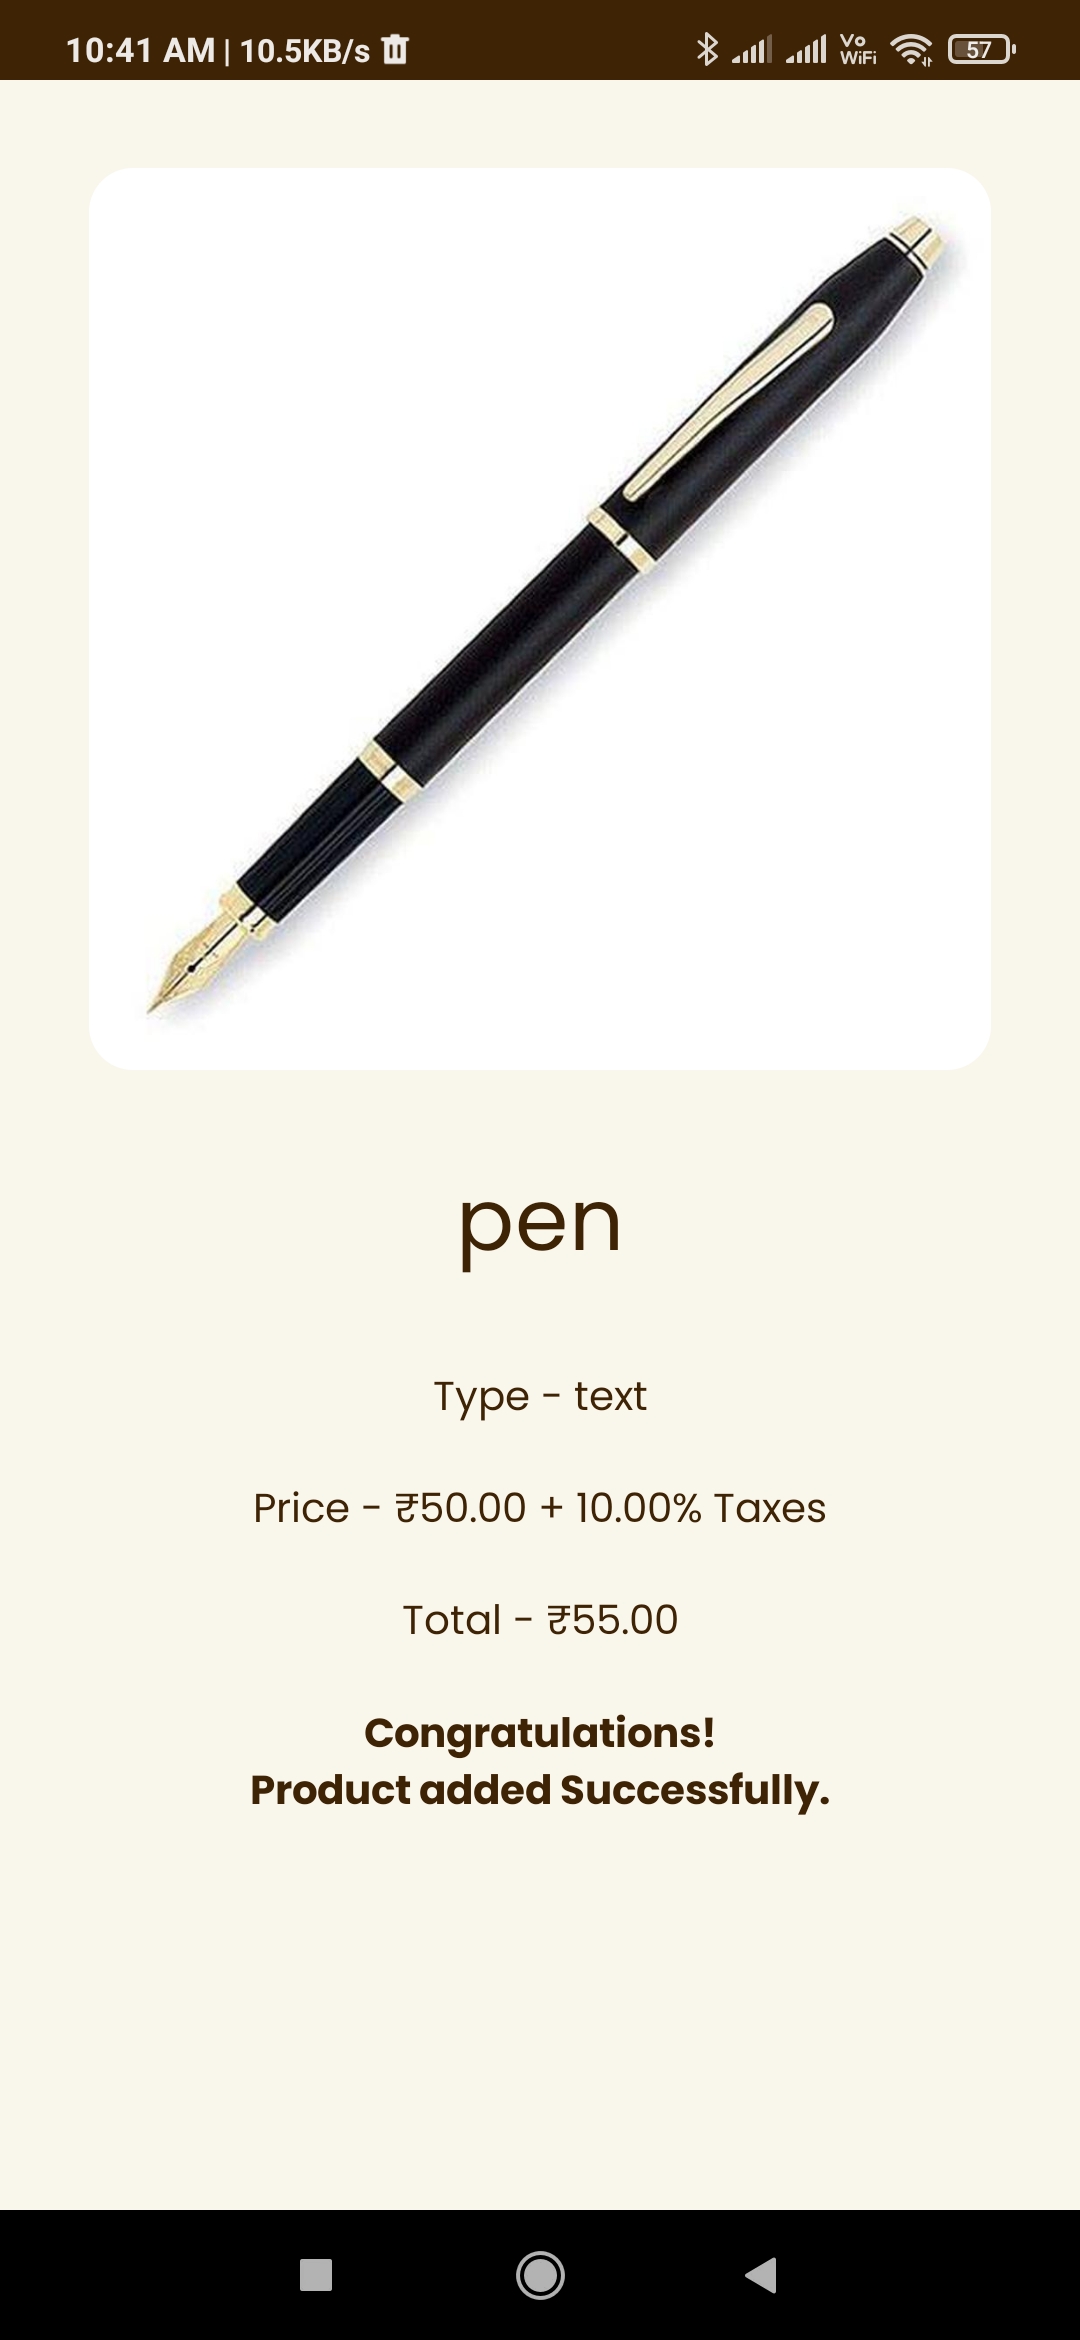 10:41 AM | 10.5KB/s
Vo
WiFi
57
pen
Type - text
Price - ₹50.00 + 10.00% Taxes
Total - ₹55.00
Congratulations!
Product added Successfully.